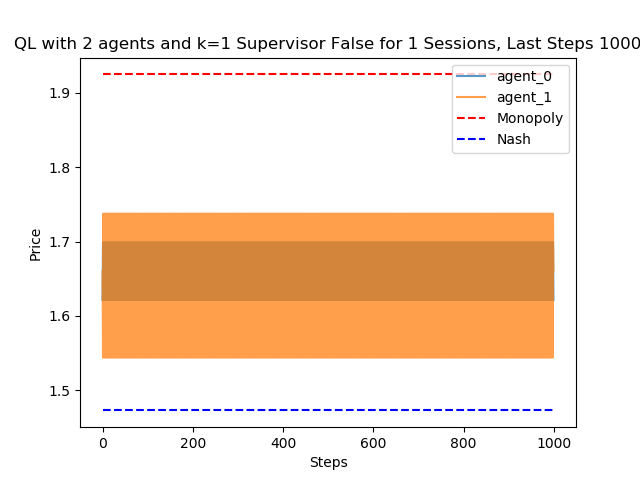 QL with 2 agents and k=1 Supervisor False for 1 Sessions, Last Steps 1000
agent_0
agent_1
Monopoly
Nash
Price
1.9
1.8
1.7
1.6
1.5
0 200 400 600 800 1000
Steps